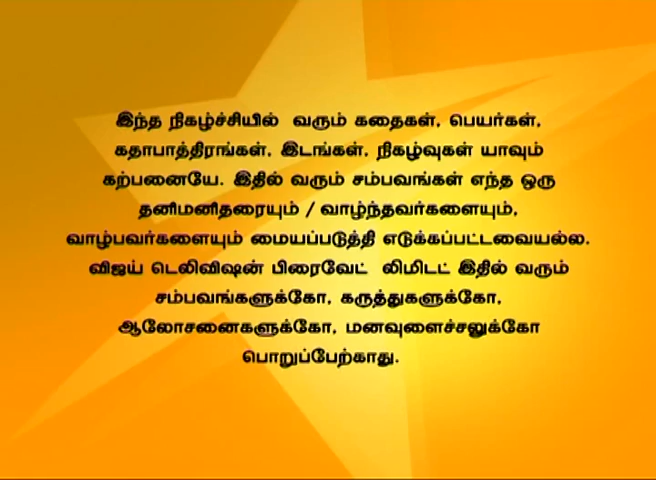 இந்த நிகழ்ச்சியில் வரும் கதைகள், பெயர்கள்,
கதாபாத்திரங்கள், இடங்கள், நிகழ்வுகள் யாவும்
கற்பனையே. இதில் வரும் சம்பவங்கள் எந்த ஒரு
தனிமனிதரையும் / வாழ்ந்தவர்களையும்,
வாழ்பவர்களையும் மையப்படுத்தி எடுக்கப்பட்டவையல்ல.
விஜய் டெலிவிஷன் பிரைவேட் லிமிடட் இதில் வரும்
சம்பவங்களுக்கோ, கருத்துகளுக்கோ,
ஆலோசனைகளுக்கோ, மனவுளைச்சலுக்கோ
பொறுப்பேற்காது.